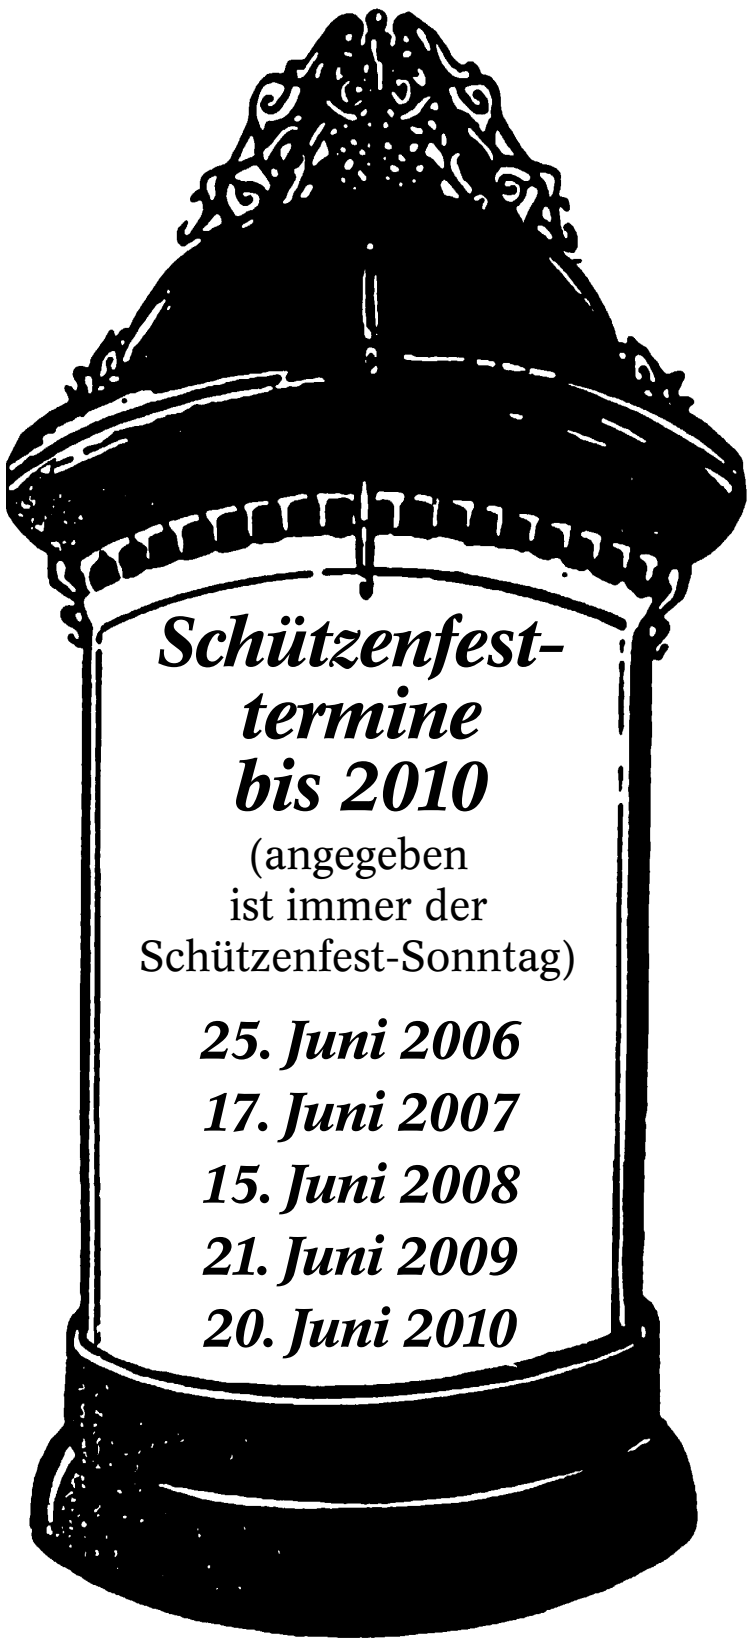 Schützenfest-
termine
bis 2010
(angegeben
ist immer der
Schützenfest-Sonntag)
25. Juni 2006
17. Juni 2007
15. Juni 2008
21. Juni 2009
20. Juni 2010